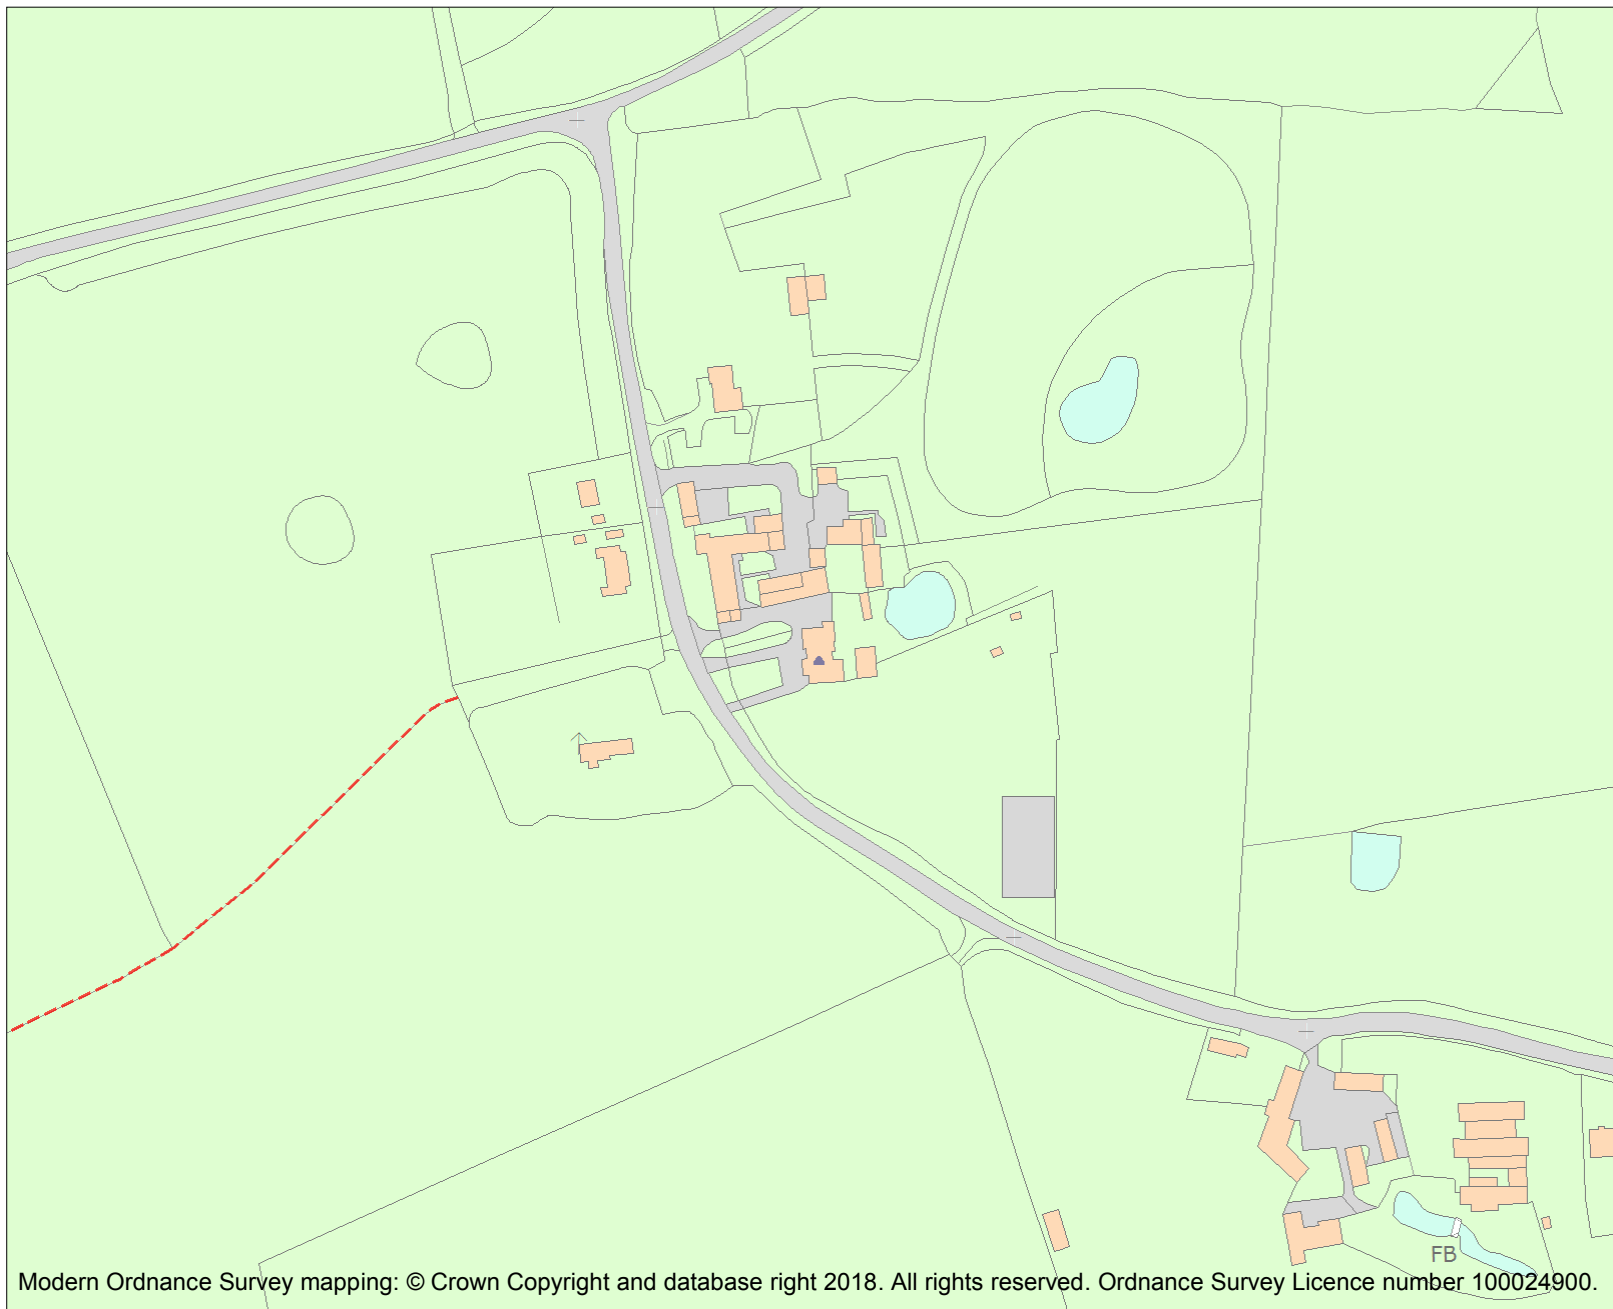 FB
Modern Ordnance Survey mapping: © Crown Copyright and database right 2018. All rights reserved. Ordnance Survey Licence number 100024900.